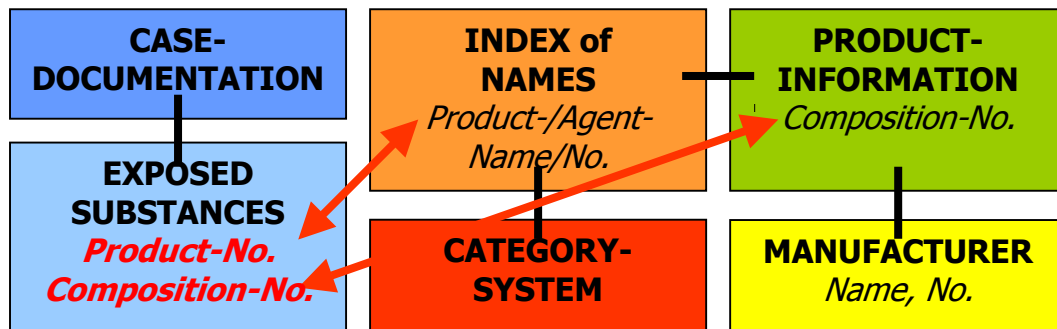 CASE-
DOCUMENTATION
INDEX of
NAMES
Product-/Agent-
Name/No.
PRODUCT-
INFORMATION
Composition-No.
EXPOSED
SUBSTANCES
Product-No.
Composition-No.
CATEGORY-
SYSTEM
MANUFACTURER
Name, No.